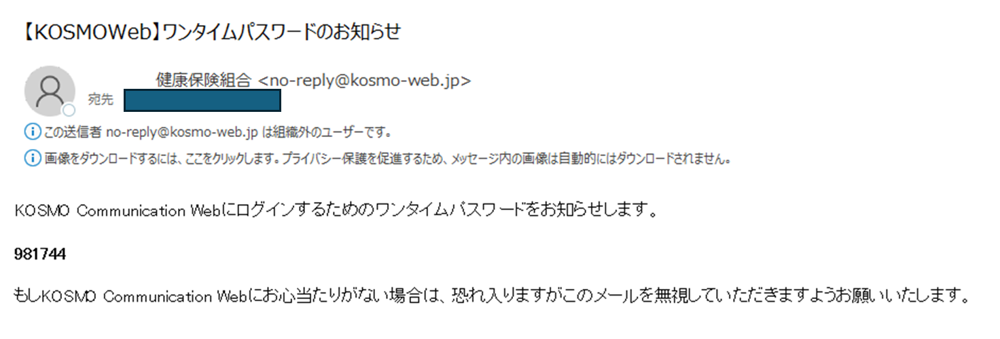 【KOSMOWeb】ワンタイムパスワードのお知らせ
健康保険組合 <no-reply@kosmo-web.jp>
宛先
この送信者 no-reply@kosmo-web.jp は組織外のユーザーです。
画像をダウンロードするには、ここをクリックします。プライバシー保護を促進するため、メッセージ内の画像は自動的にはダウンロードされません。
KOSMO Communication Webにログインするためのワンタイムパスワードをお知らせします。
981744
もしKOSMO Communication Webにお心当たりがない場合は、恐れ入りますがこのメールを無視していただきますようお願いいたします。